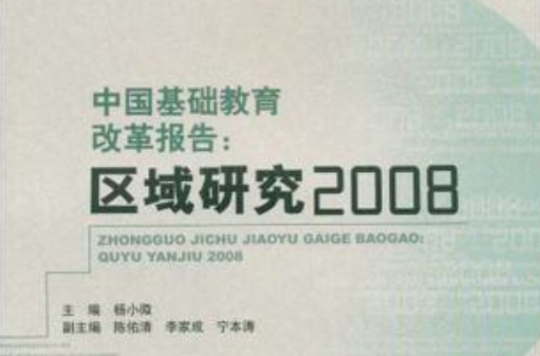 中国基础教育
改革报告：
区域研究2008
ZHONGGUO JICHU JIAOYU GAIGE BAOGAO:
QUYU YANJIU 2008
主 编 杨小微
副主编 陈佑清 李家成 宁本涛